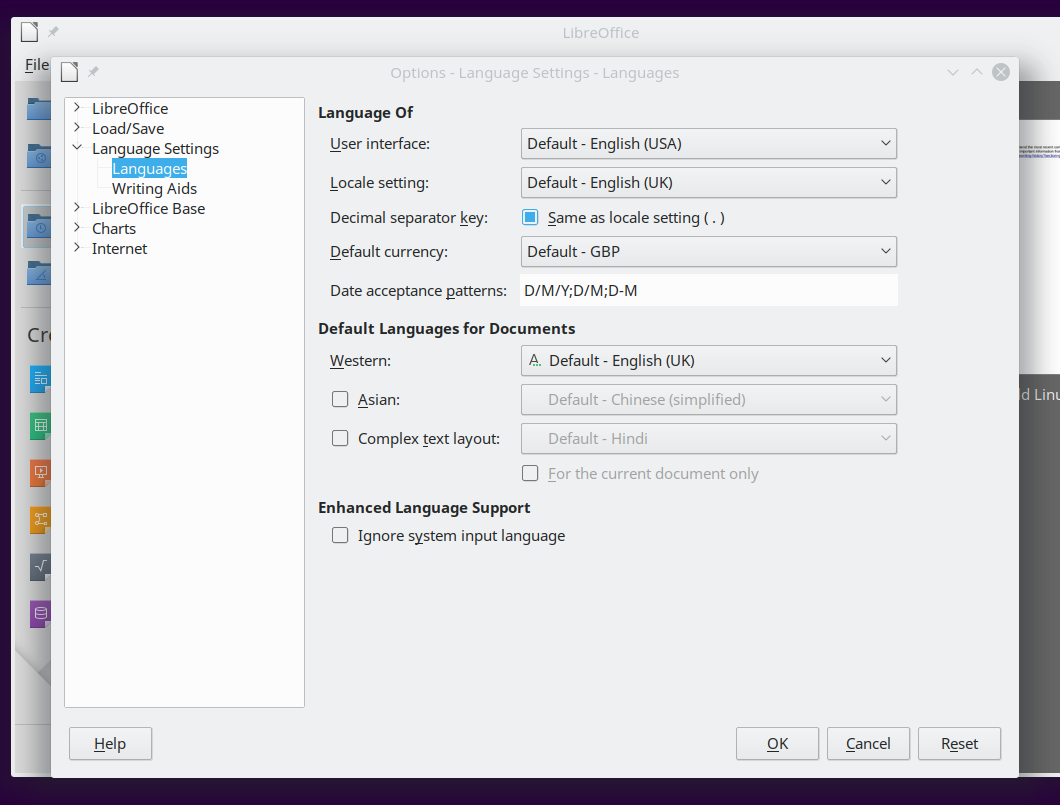 LibreOffice
File
Options - Language Settings - Languages
LibreOffice
Load/Save
Language Settings
Languages
Writing Aids
LibreOffice Base
Charts
Internet
Language Of
User interface: Default - English (USA)
Locale setting: Default - English (UK)
Decimal separator key: Same as locale setting ( . )
Default currency: Default - GBP
Date acceptance patterns: D/M/Y;D/M;D-M
Default Languages for Documents
Western: Default - English (UK)
Asian: Default - Chinese (simplified)
Complex text layout: Default - Hindi
For the current document only
Enhanced Language Support
Ignore system input language
Help OK Cancel Reset